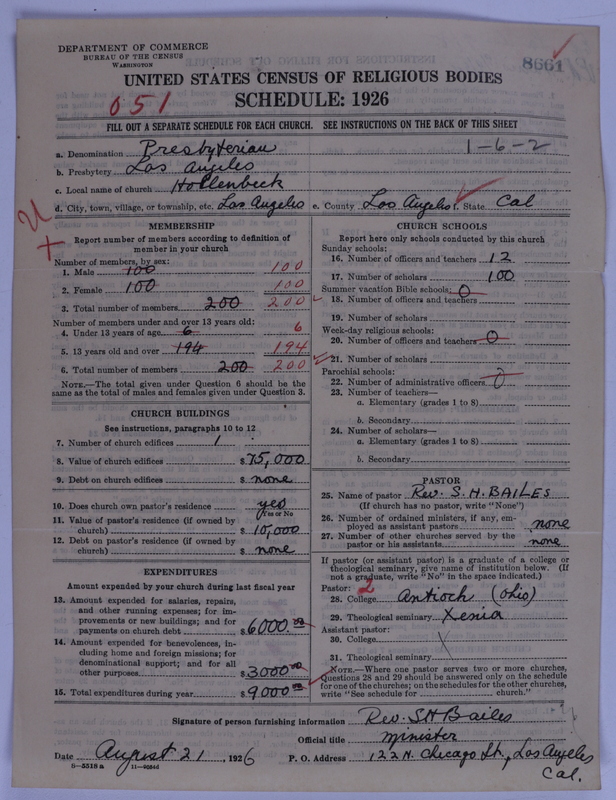 DEPARTMENT OF COMMERCE
BUREAU OF THE CENSUS
WASHINGTON
8661
UNITED STATES CENSUS OF RELIGIOUS BODIES
SCHEDULE: 1926
051
FILL OUT A SEPARATE SCHEDULE FOR EACH CHURCH. SEE INSTRUCTIONS ON THE BACK OF THIS SHEET
a. Denomination Presbyterian 1-6-2
b. Presbytery Los Angeles
c. Local name of church Hollenbeck
d. City, town, village, or township, etc. Los Angeles e. County Los Angeles f. State Cal
MEMBERSHIP
Report number of members according to definition of member in your church
Number of members, by sex:
1. Male 100 100
2. Female 100 100
3. Total number of members 200 200
Number of members under and over 13 years old:
4. Under 13 years of age 6 6
5. 13 years old and over 194 194
6. Total number of members 200 200
NOTE.—The total given under Question 6 should be the same as the total of males and females given under Question 3.
CHURCH BUILDINGS
See instructions, paragraphs 10 to 12
7. Number of church edifices 1
8. Value of church edifices $ 75,000
9. Debt on church edifices $ none
10. Does church own pastor's residence yes
(Yes or No)
11. Value of pastor's residence (if owned by church) $ 10,000
12. Debt on pastor's residence (if owned by church) $ none
EXPENDITURES
Amount expended by your church during last fiscal year
13. Amount expended for salaries, repairs, and other running expenses; for improvements or new buildings; and for payments on church debt $ 6000.00
14. Amount expended for benevolences, including home and foreign missions; for denominational support; and for all other purposes $ 3000 00
15. Total expenditures during year $ 9000 00
CHURCH SCHOOLS
Report here only schools conducted by this church
Sunday schools:
16. Number of officers and teachers 12
17. Number of scholars 100
Summer vacation Bible schools: 0
18. Number of officers and teachers
19. Number of scholars
Week-day religious schools:
20. Number of officers and teachers 0
21. Number of scholars
Parochial schools:
22. Number of administrative officers 0
23. Number of teachers—
a. Elementary (grades 1 to 8)
b. Secondary
24. Number of scholars—
a. Elementary (grades 1 to 8)
b. Secondary
PASTOR
25. Name of pastor Rev. S. H. BAILES
(If church has no pastor, write "None")
26. Number of ordained ministers, if any, employed as assistant pastors none
27. Number of other churches served by the pastor or his assistants none
If pastor (or assistant pastor) is a graduate of a college or theological seminary, give name of institution below. (If not a graduate, write "No" in the space indicated.)
Pastor: 2
28. College Antioch (Ohio)
29. Theological seminary Xenia
Assistant pastor:
30. College
31. Theological seminary
NOTE.—Where one pastor serves two or more churches, Questions 28 and 29 should be answered only on the schedule for one of the churches; on the schedules for the other churches, write "See schedule for church."
Signature of person furnishing information Rev. S H Bailes
Official title minister
Date August 21, 1926 P. O. Address 122 N. Chicago St., Los Angeles Cal.